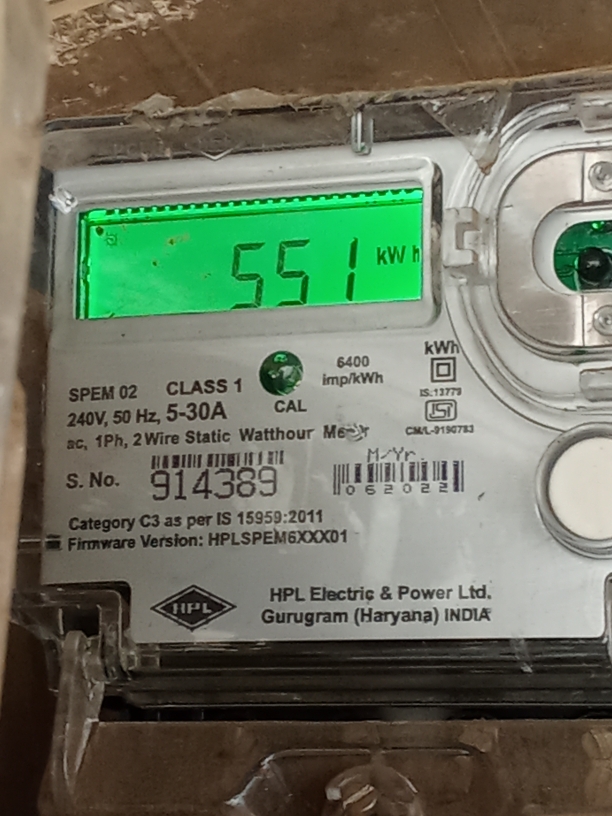 551 kWh
6400
imp/kWh
kWh
IS:13779
CM/L-9190783
SPEM 02 CLASS 1
CAL
240V, 50 Hz, 5-30A
ac, 1Ph, 2 Wire Static Watthour
M/Yr.
S. No. 914389
062022
Category C3 as per IS 15959:2011
Firmware Version: HPLSPEM6XXX01
HPL
HPL Electric & Power Ltd.
Gurugram (Haryana) INDIA